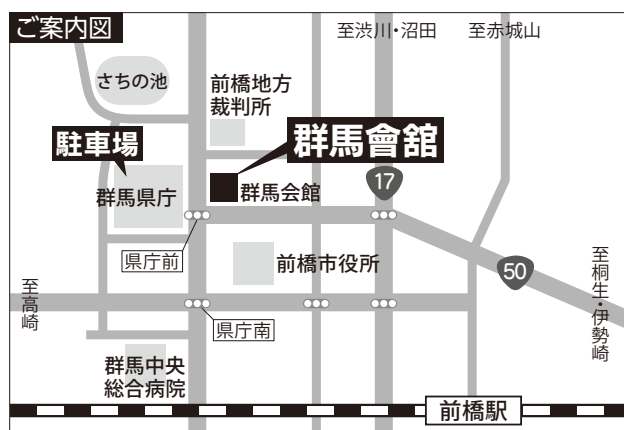 ご案内図
至渋川・沼田
至赤城山
さちの池
前橋地方
裁判所
駐車場
群馬會舘
群馬県庁
群馬会館
17
県庁前
前橋市役所
50
至高崎
至桐生・伊勢崎
県庁南
群馬中央
総合病院
前橋駅